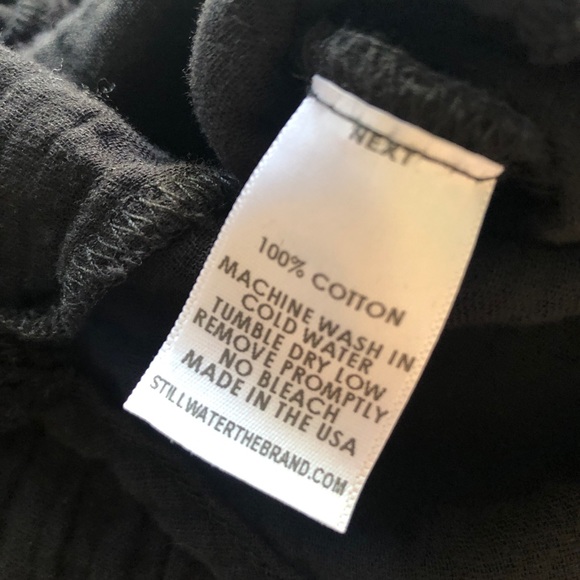 NEXT
100% COTTON
MACHINE WASH IN
COLD WATER
TUMBLE DRY LOW
REMOVE PROMPTLY
NO BLEACH
MADE IN THE USA
STILLWATERTHEBRAND.COM